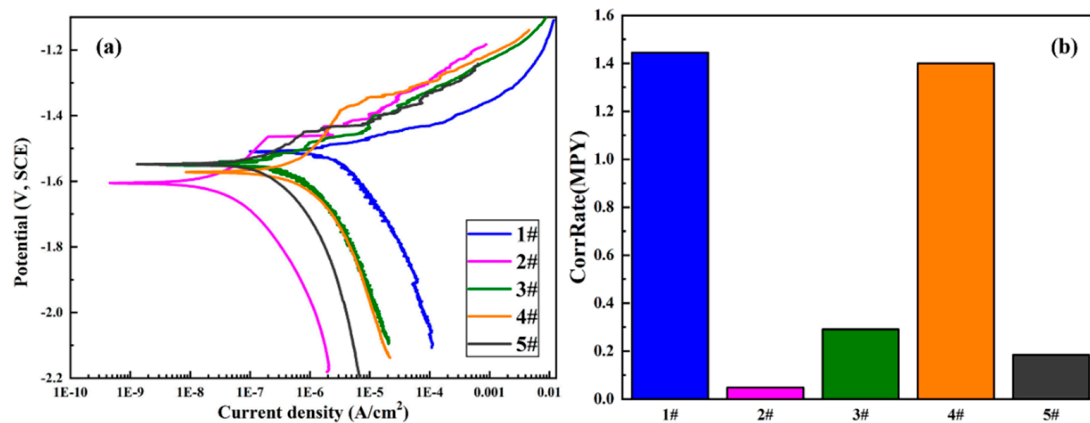 (a)
Potential (V, SCE)
-1.2
-1.4
-1.6
-1.8
-2.0
-2.2
1E-10 1E-9 1E-8 1E-7 1E-6 1E-5 1E-4 0.001 0.01
Current density (A/cm²)
1#
2#
3#
4#
5#
(b)
CorrRate(MPY)
1.6
1.4
1.2
1.0
0.8
0.6
0.4
0.2
0.0
1# 2# 3# 4# 5#